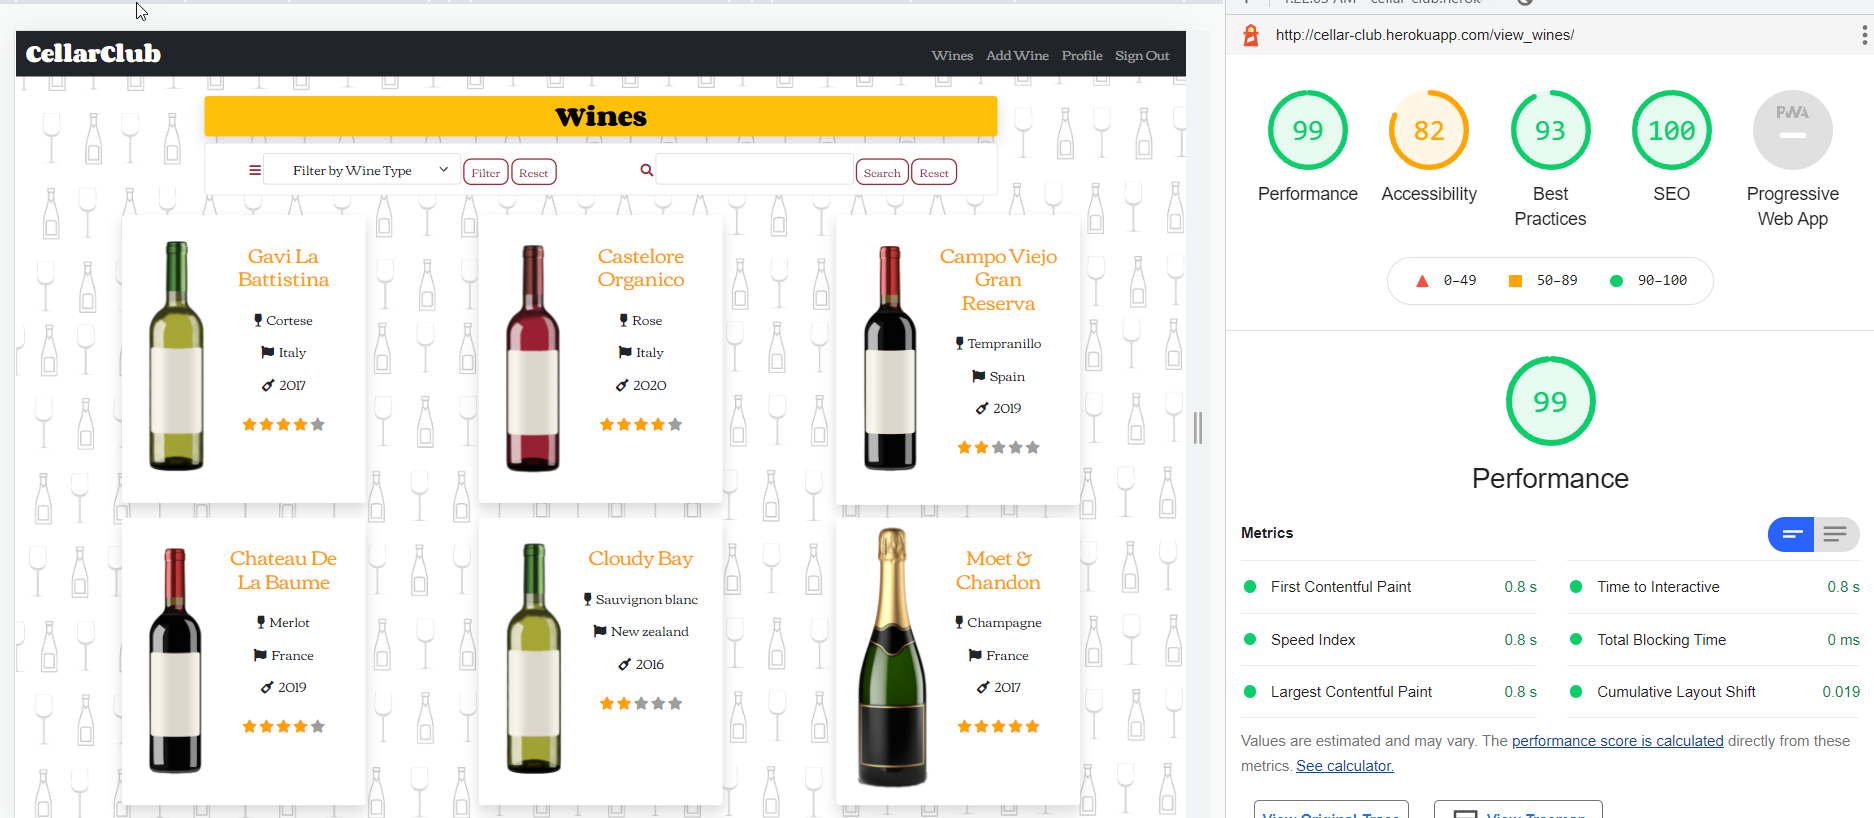 CellarClub
Wines Add Wine Profile Sign Out
Wines
Filter by Wine Type Filter Reset Search Reset
Gavi La
Battistina
Cortese
Italy
2017
Castelore
Organico
Rose
Italy
2020
Campo Viejo
Gran
Reserva
Tempranillo
Spain
2019
Chateau De
La Baume
Merlot
France
2019
Cloudy Bay
Sauvignon blanc
New zealand
2016
Moet &
Chandon
Champagne
France
2017
http://cellar-club.herokuapp.com/view_wines/
99
Performance
82
Accessibility
93
Best
Practices
100
SEO
PWA
Progressive
Web App
0–49 50–89 90–100
99
Performance
Metrics
First Contentful Paint 0.8 s
Time to Interactive 0.8 s
Speed Index 0.8 s
Total Blocking Time 0 ms
Largest Contentful Paint 0.8 s
Cumulative Layout Shift 0.019
Values are estimated and may vary. The performance score is calculated directly from these
metrics. See calculator.
View Original Trace View Treemap